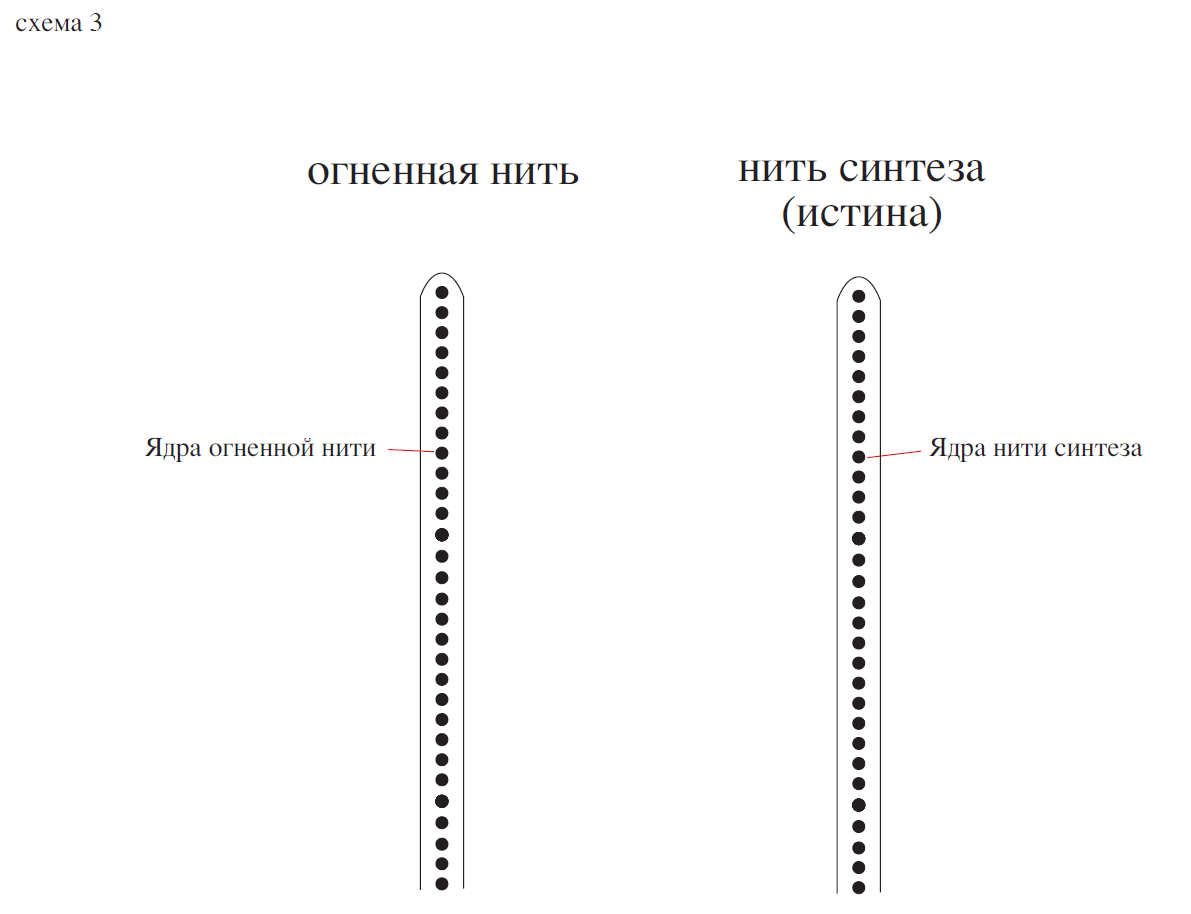 схема 3
огненная нить
нить синтеза
(истина)
Ядра огненной нити
Ядра нити синтеза